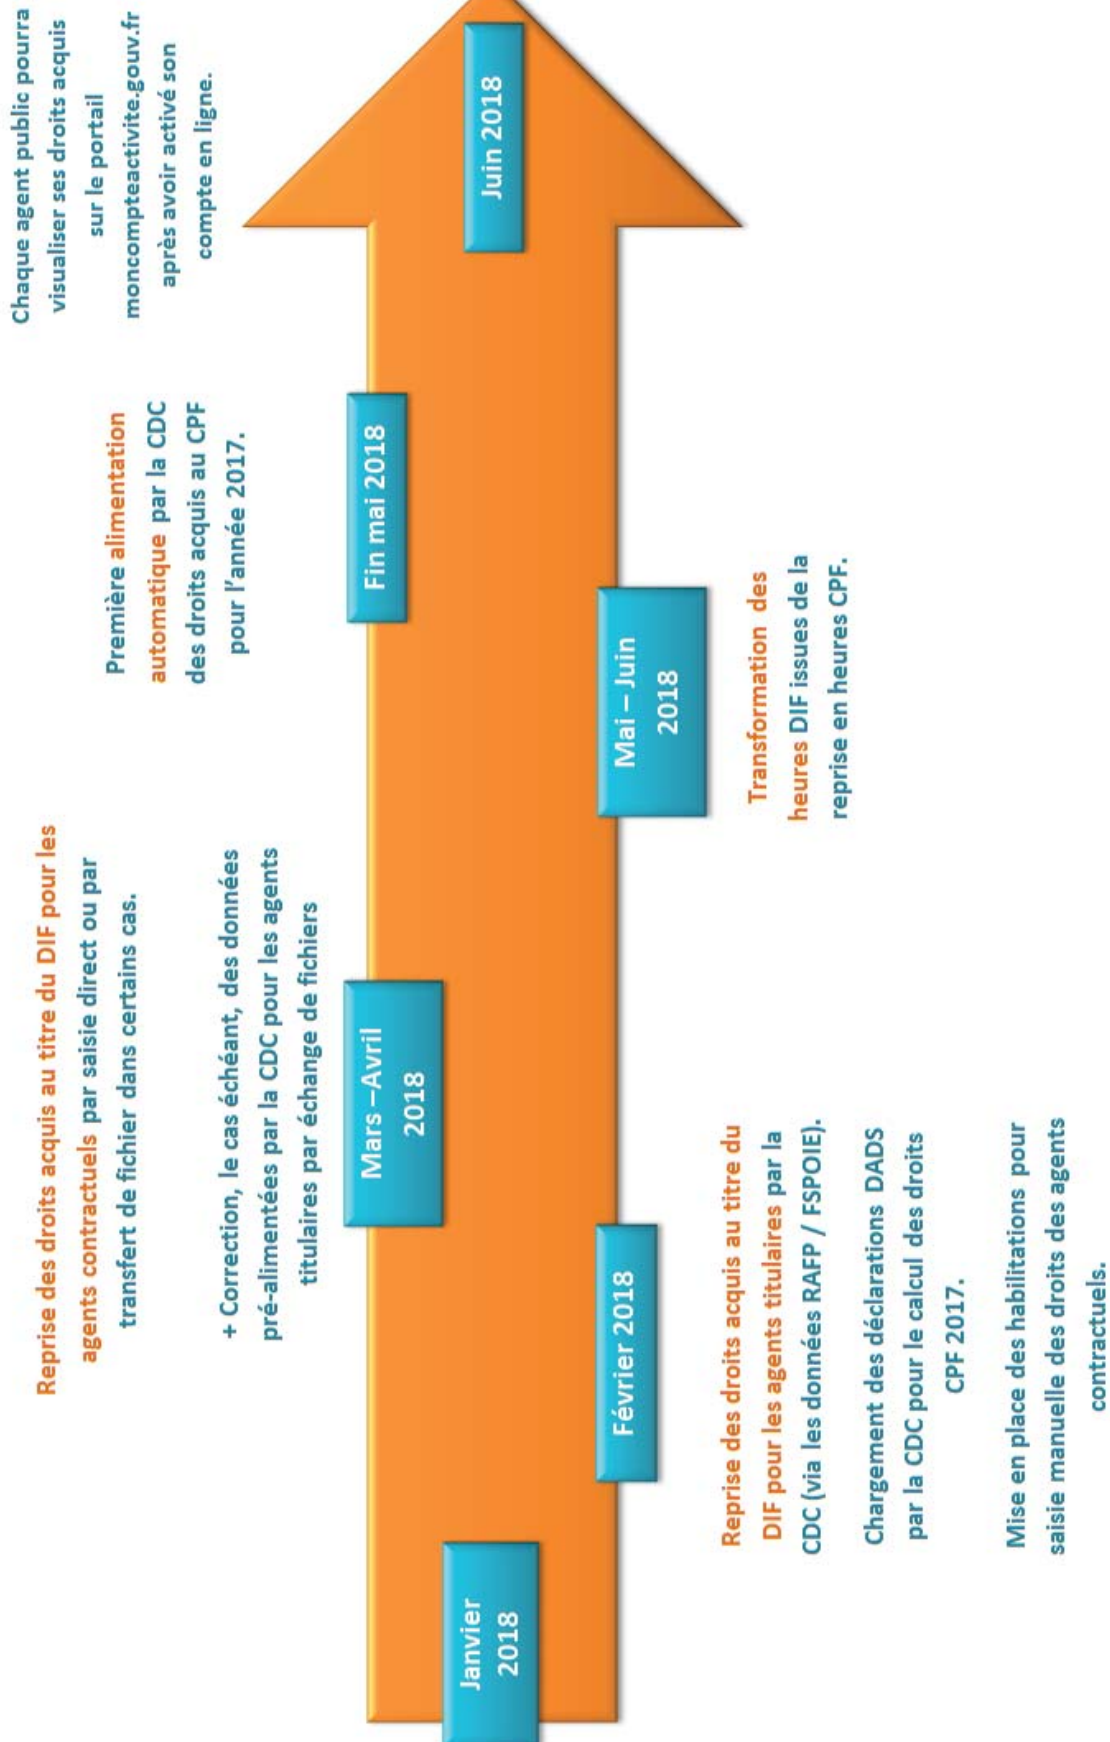 Janvier
2018
Février 2018
Reprise des droits acquis au titre du
DIF pour les agents titulaires par la
CDC (via les données RAFP / FSPOIE).
Chargement des déclarations DADS
par la CDC pour le calcul des droits
CPF 2017.
Mise en place des habilitations pour
saisie manuelle des droits des agents
contractuels.
Reprise des droits acquis au titre du DIF pour les
agents contractuels par saisie direct ou par
transfert de fichier dans certains cas.
+ Correction, le cas échéant, des données
pré-alimentées par la CDC pour les agents
titulaires par échange de fichiers
Mars –Avril
2018
Mai – Juin
2018
Transformation des
heures DIF issues de la
reprise en heures CPF.
Première alimentation
automatique par la CDC
des droits acquis au CPF
pour l'année 2017.
Fin mai 2018
Chaque agent public pourra
visualiser ses droits acquis
sur le portail
moncompteactivite.gouv.fr
après avoir activé son
compte en ligne.
Juin 2018